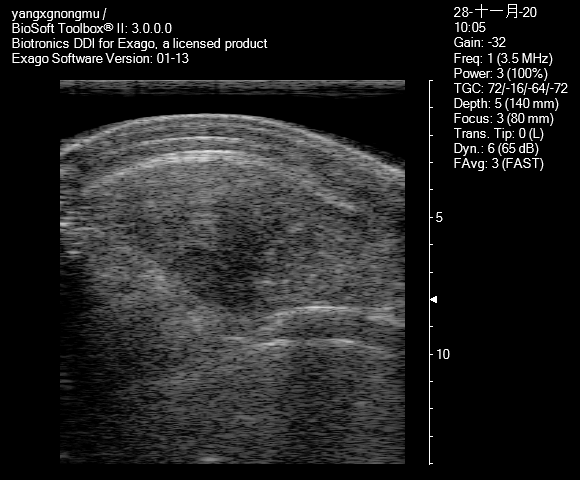 yangxgnongmu /
BioSoft Toolbox® II: 3.0.0.0
Biotronics DDI for Exago, a licensed product
Exago Software Version: 01-13
28-十一月-20
10:05
Gain: -32
Freq: 1 (3.5 MHz)
Power: 3 (100%)
TGC: 72/-16/-64/-72
Depth: 5 (140 mm)
Focus: 3 (80 mm)
Trans. Tip: 0 (L)
Dyn.: 6 (65 dB)
FAvg: 3 (FAST)
5
10